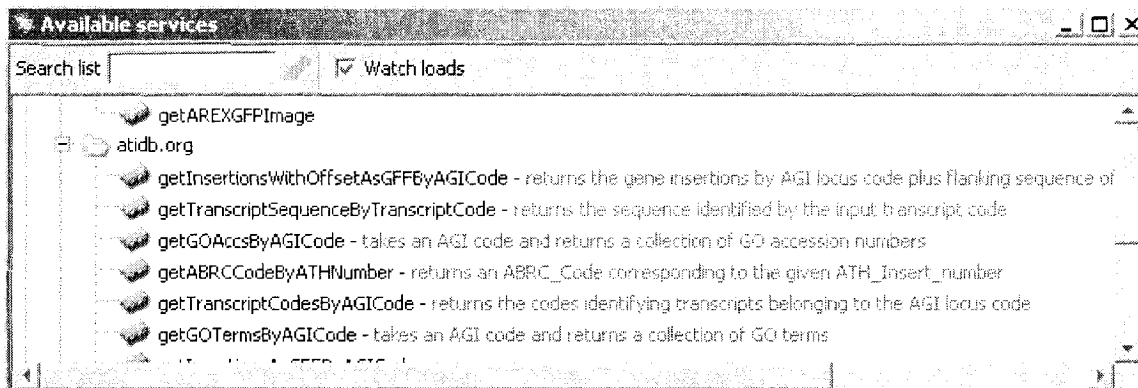 Available services
Search list Watch loads
getAREXGFPImage
atidb.org
getInsertionsWithOffsetAsGFFByAGICode - returns the gene insertions by AGI locus code plus flanking sequence of
getTranscriptSequenceByTranscriptCode - returns the sequence identified by the input transcript code
getGOAccsByAGICode - takes an AGI code and returns a collection of GO accession numbers
getABRCCodeByATHNumber - returns an ABRC_Code corresponding to the given ATH_Insert_number
getTranscriptCodesByAGICode - returns the codes identifying transcripts belonging to the AGI locus code
getGOTermsByAGICode - takes an AGI code and returns a collection of GO terms